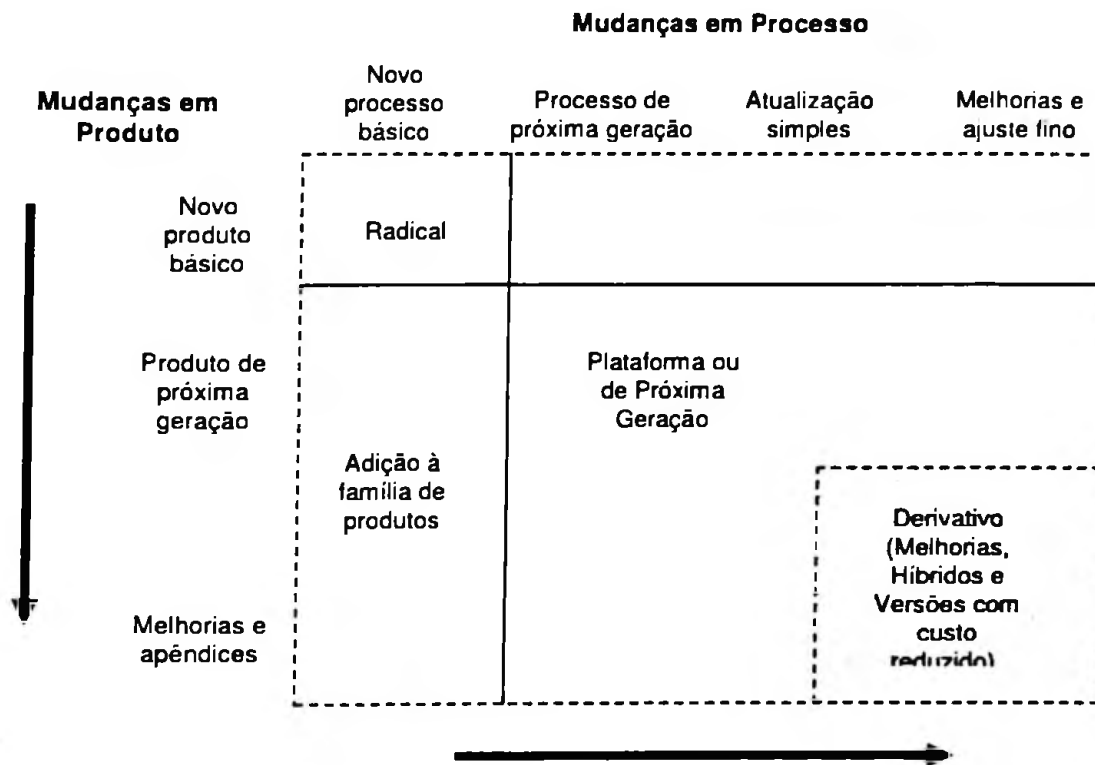 Mudanças em Processo
Mudanças em
Produto
Novo
processo
básico
Processo de
próxima geração
Atualização
simples
Melhorias e
ajuste fino
Novo
produto
básico
Radical
Produto de
próxima
geração
Plataforma ou
de Próxima
Geração
Adição à
família de
produtos
Derivativo
(Melhorias,
Híbridos e
Versões com
custo
reduzido)
Melhorias e
apêndices